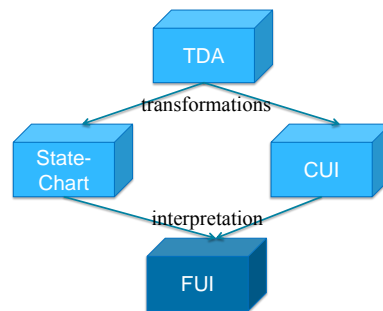 TDA
transformations
State-
Chart
CUI
interpretation
FUI